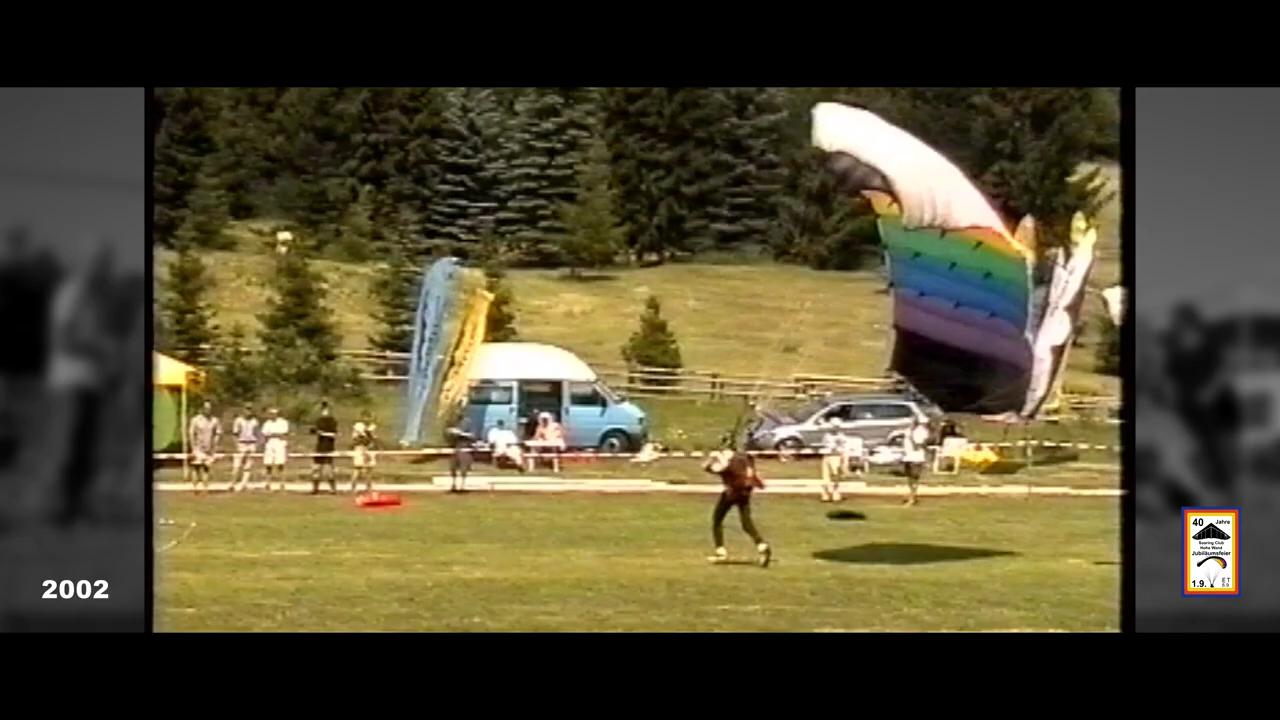 2002
40 Jahre
Soaring Club
Hohe Wand
Jubiläumsfeier
1.9.